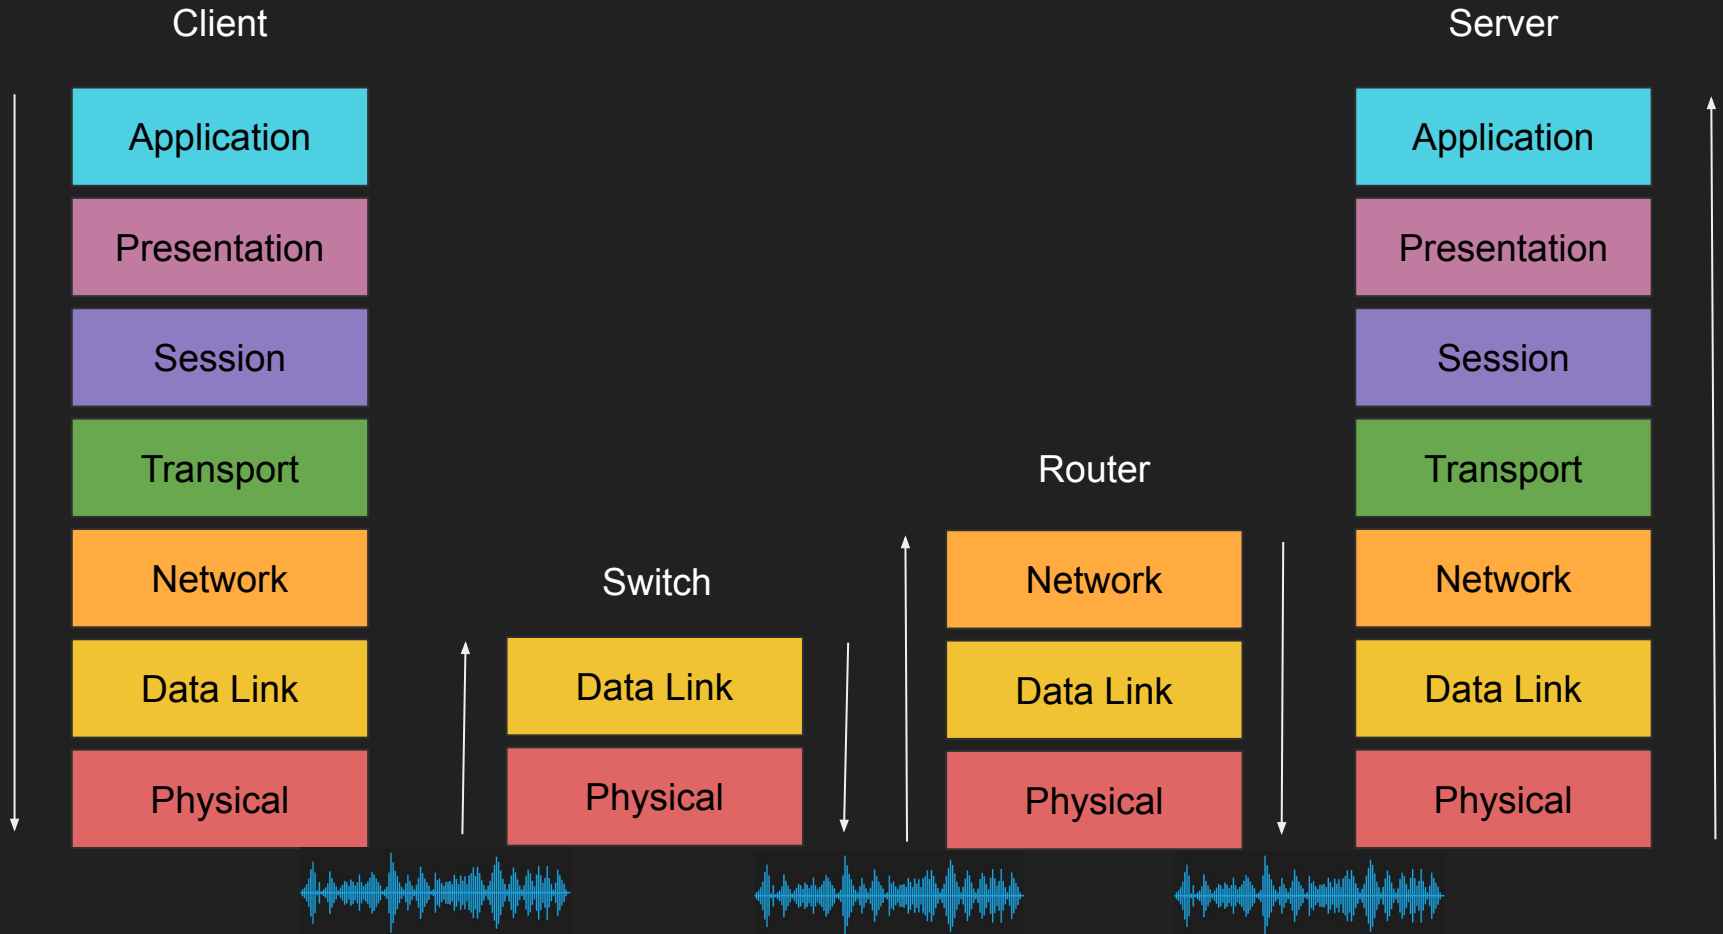 Client
Application
Presentation
Session
Transport
Network
Data Link
Physical
Switch
Data Link
Physical
Router
Network
Data Link
Physical
Server
Application
Presentation
Session
Transport
Network
Data Link
Physical